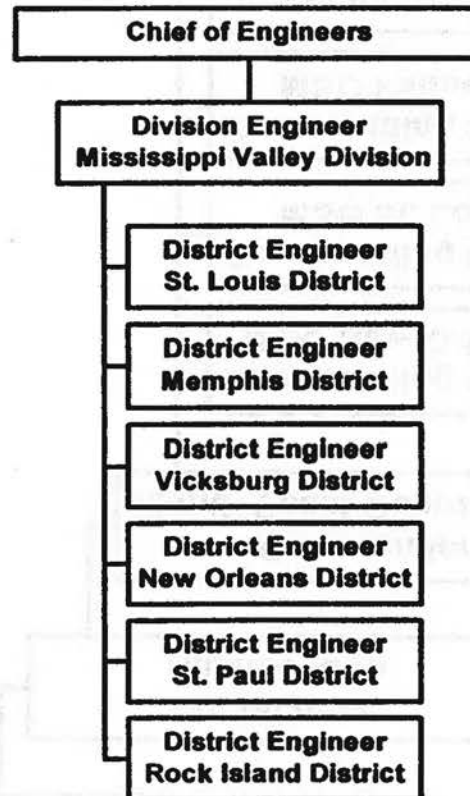 Chief of Engineers
Division Engineer
Mississippi Valley Division
District Engineer
St. Louis District
District Engineer
Memphis District
District Engineer
Vicksburg District
District Engineer
New Orleans District
District Engineer
St. Paul District
District Engineer
Rock Island District